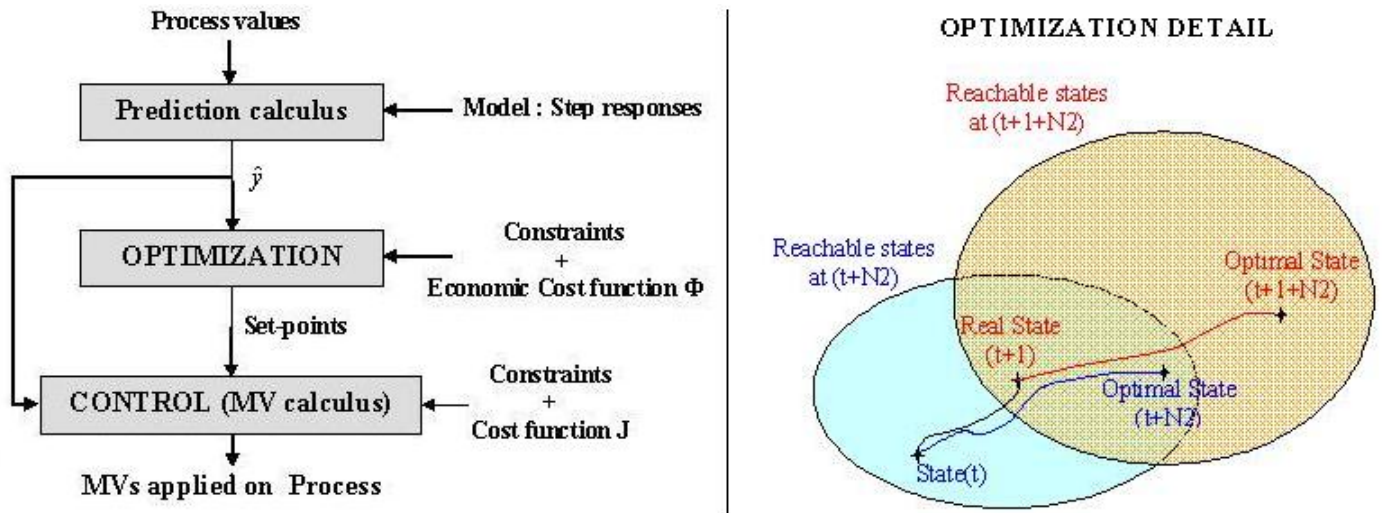 Process values
Prediction calculus
Model : Step responses
ŷ
OPTIMIZATION
Constraints
+
Economic Cost function Φ
Set-points
CONTROL (MV calculus)
Constraints
+
Cost function J
MVs applied on Process
OPTIMIZATION DETAIL
Reachable states
at (t+1+N2)
Reachable states
at (t+N2)
Optimal State
(t+1+N2)
Real State
(t+1)
Optimal State
(t+N2)
State(t)